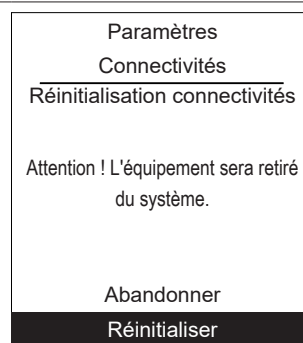 Paramètres
Connectivités
Réinitialisation connectivités
Attention ! L'équipement sera retiré
du système.
Abandonner
Réinitialiser